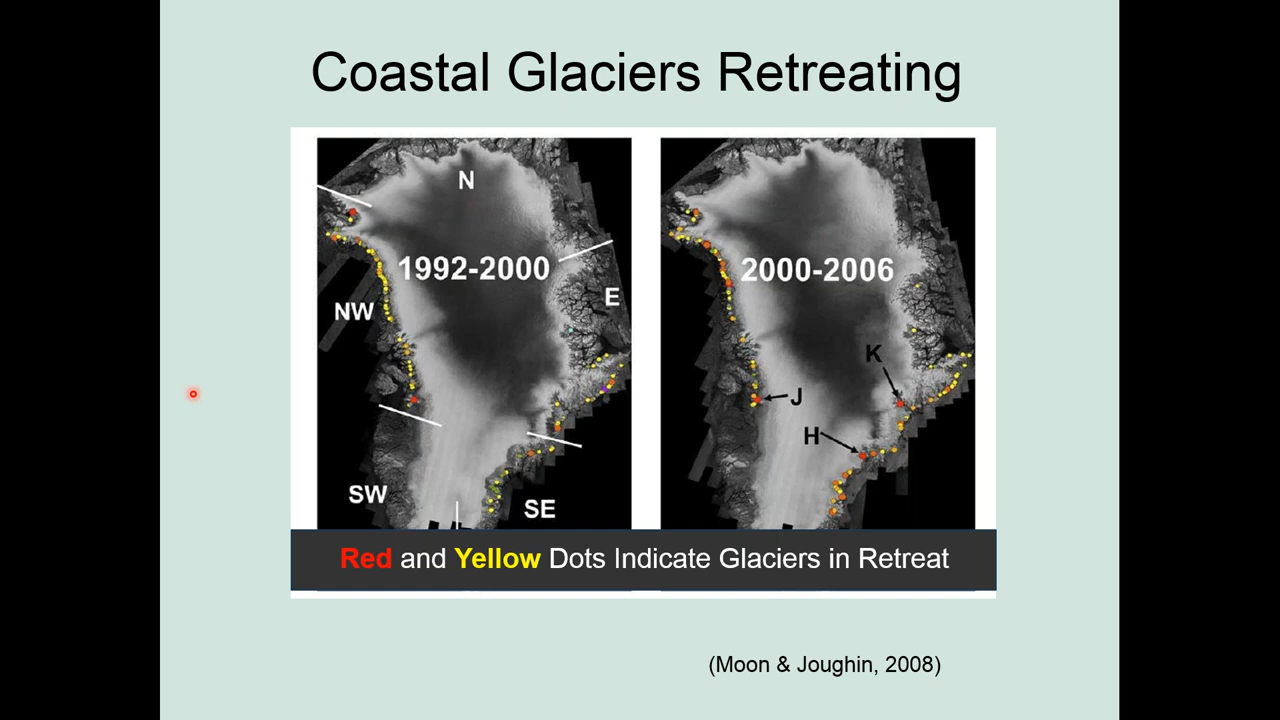 Coastal Glaciers Retreating
N
1992-2000
E
NW
SW
SE
2000-2006
K
J
H
Red and Yellow Dots Indicate Glaciers in Retreat
(Moon & Joughin, 2008)